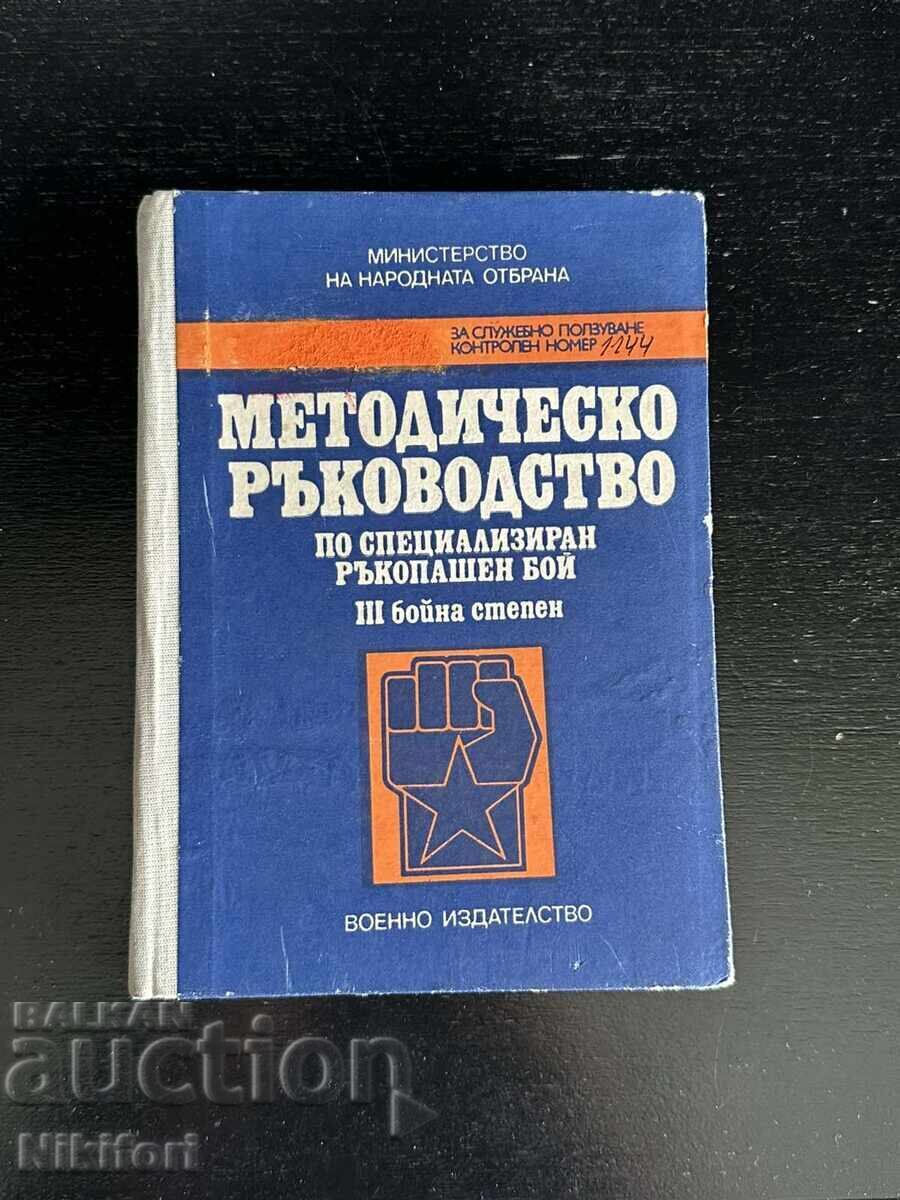 МИНИСТЕРСТВО
НА НАРОДНАТА ОТБРАНА
ЗА СЛУЖЕБНО ПОЛЗУВАНЕ
КОНТРОЛЕН НОМЕР 1144
МЕТОДИЧЕСКО
РЪКОВОДСТВО
ПО СПЕЦИАЛИЗИРАН
РЪКОПАШЕН БОЙ
III бойна степен
ВОЕННО ИЗДАТЕЛСТВО
BALKAN
auction
Nikifori